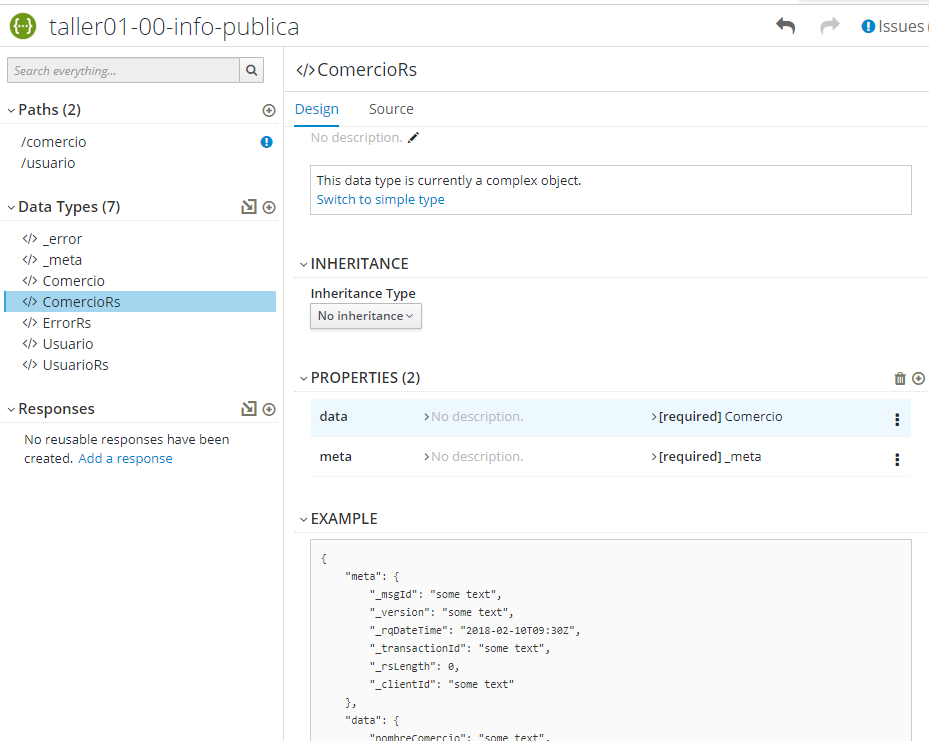 taller01-00-info-publica
Issues
Search everything...
Paths (2)
/comercio
/usuario
Data Types (7)
</> _error
</> _meta
</> Comercio
</> ComercioRs
</> ErrorRs
</> Usuario
</> UsuarioRs
Responses
No reusable responses have been
created. Add a response
</>ComercioRs
Design Source
No description.
This data type is currently a complex object.
Switch to simple type
INHERITANCE
Inheritance Type
No inheritance
PROPERTIES (2)
data No description. [required] Comercio
meta No description. [required] _meta
EXAMPLE
{
"meta": {
"_msgId": "some text",
"_version": "some text",
"_rqDateTime": "2018-02-10T09:30Z",
"_transactionId": "some text",
"_rsLength": 0,
"_clientId": "some text"
},
"data": {
"nombreComercio": "some text",